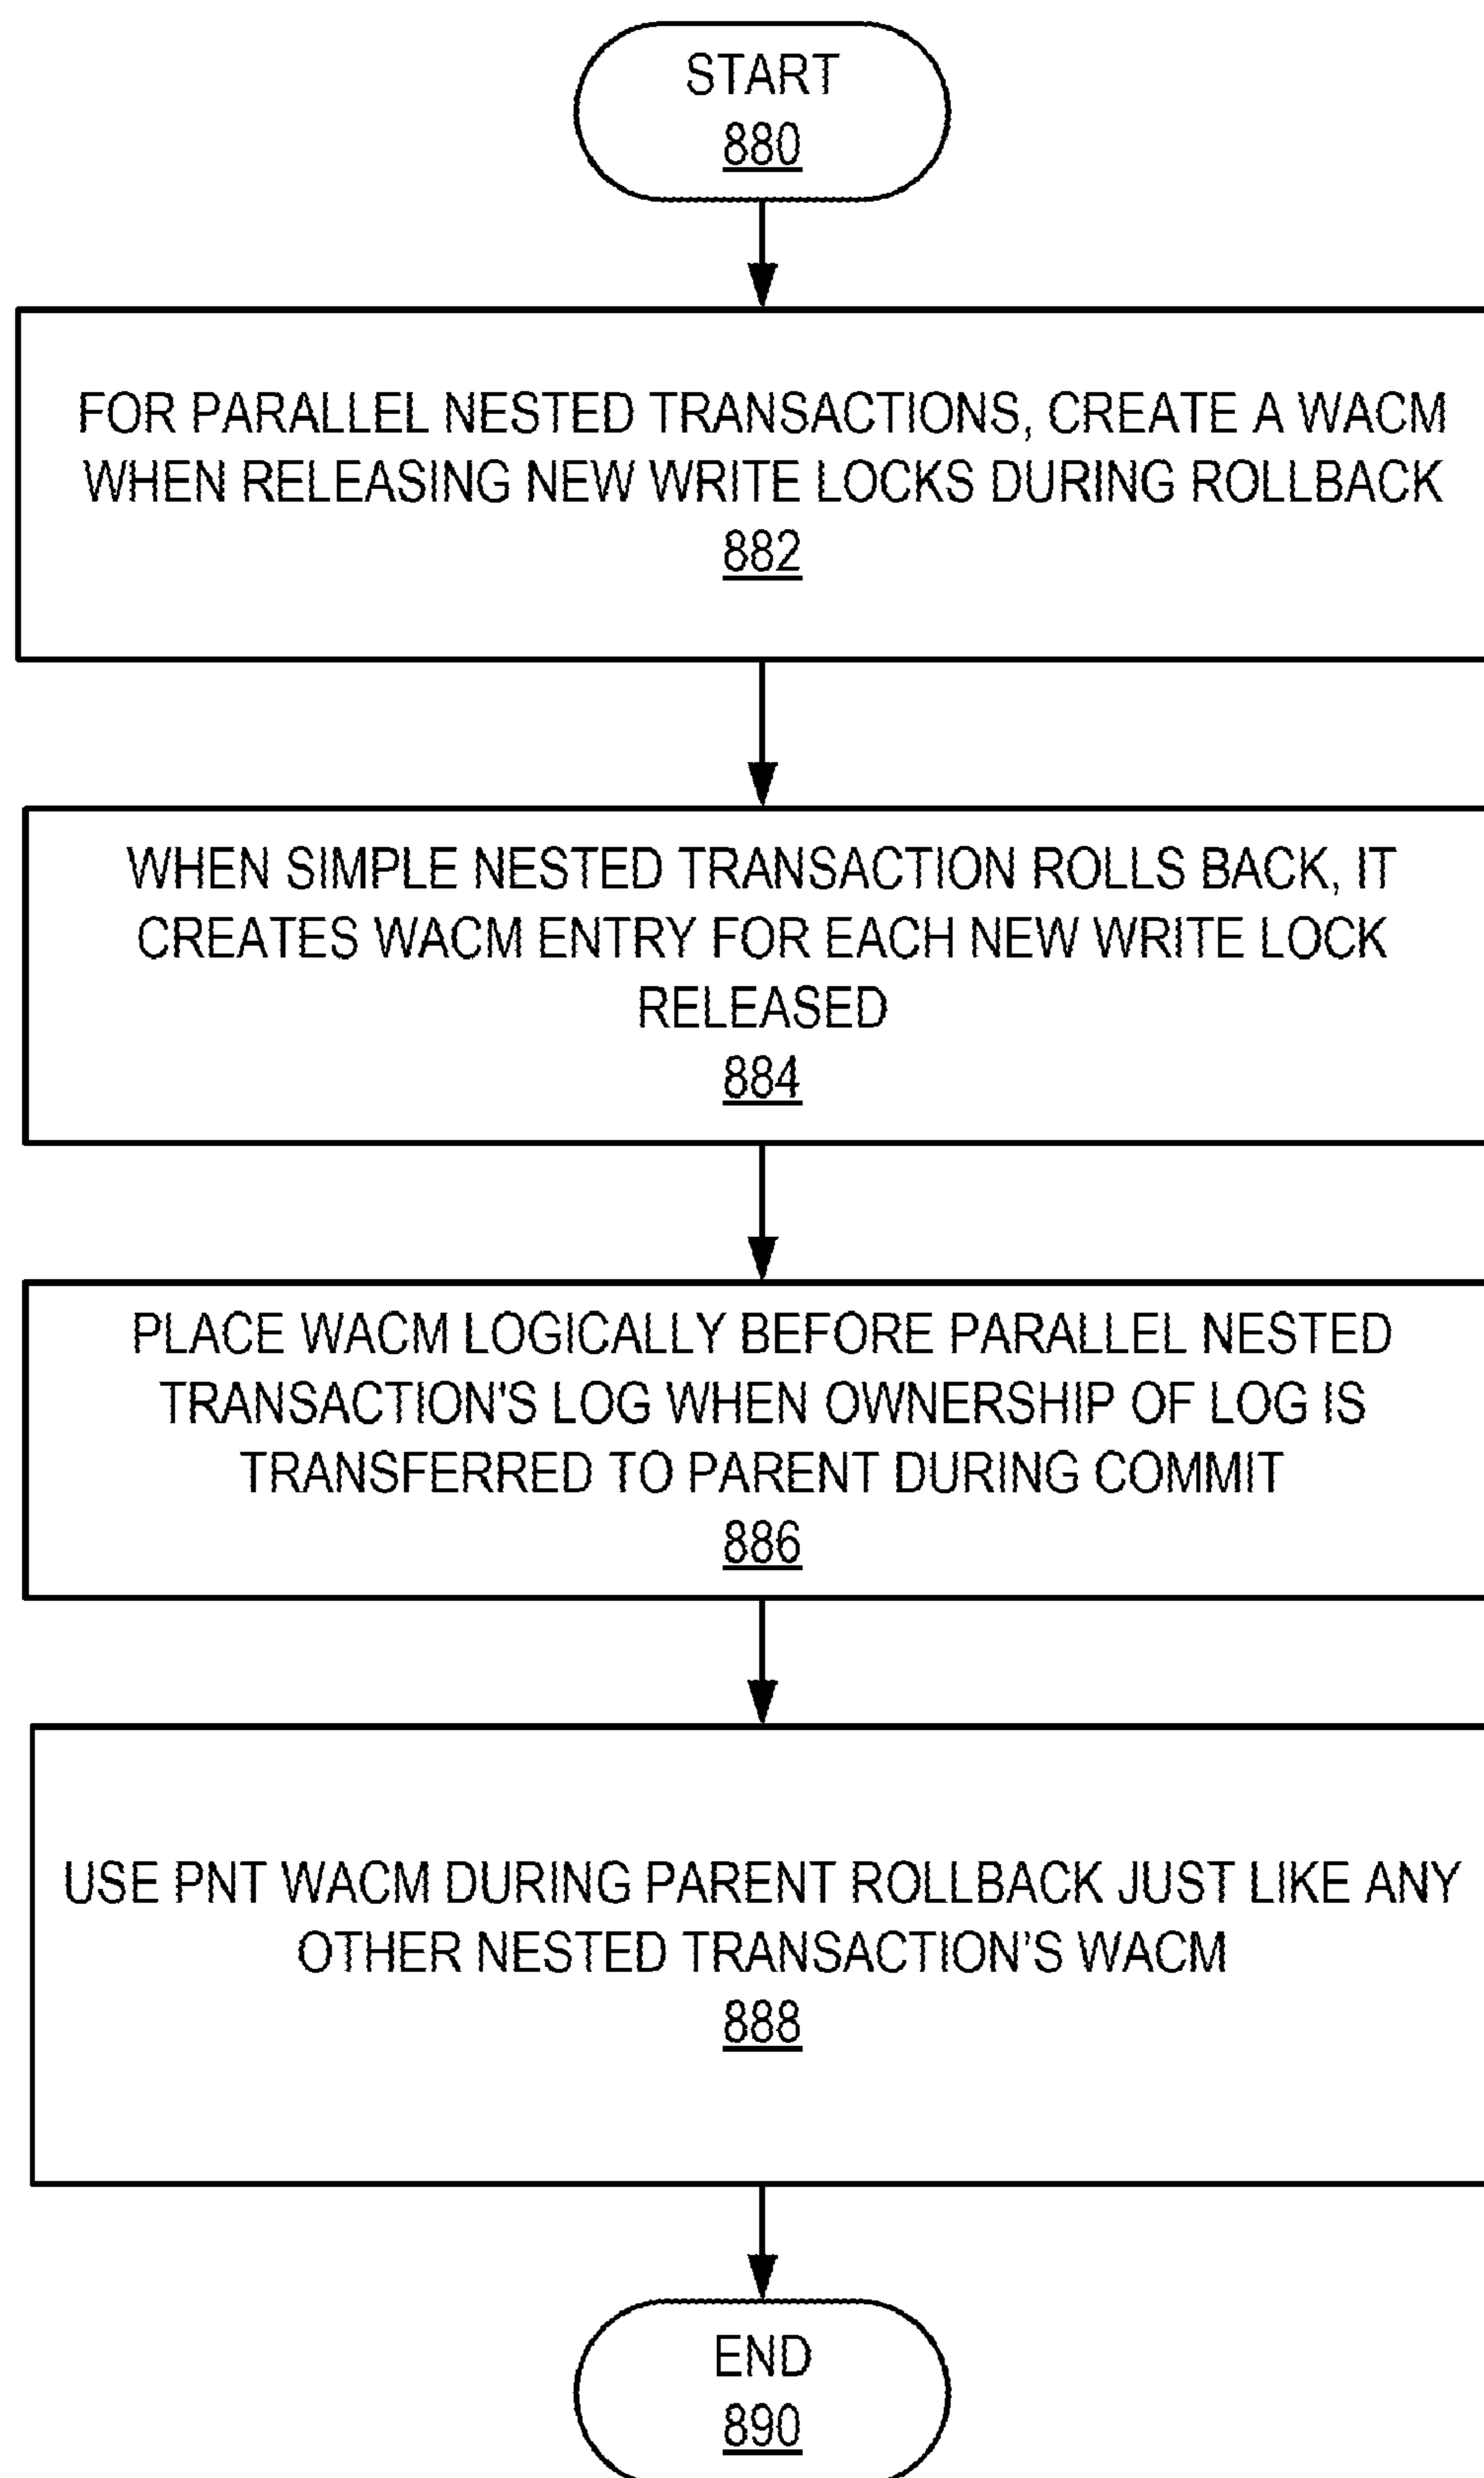 START
880
FOR PARALLEL NESTED TRANSACTIONS, CREATE A WACM
WHEN RELEASING NEW WRITE LOCKS DURING ROLLBACK
882
WHEN SIMPLE NESTED TRANSACTION ROLLS BACK, IT
CREATES WACM ENTRY FOR EACH NEW WRITE LOCK
RELEASED
884
PLACE WACM LOGICALLY BEFORE PARALLEL NESTED
TRANSACTION'S LOG WHEN OWNERSHIP OF LOG IS
TRANSFERRED TO PARENT DURING COMMIT
886
USE PNT WACM DURING PARENT ROLLBACK JUST LIKE ANY
OTHER NESTED TRANSACTION’S WACM
888
END
890